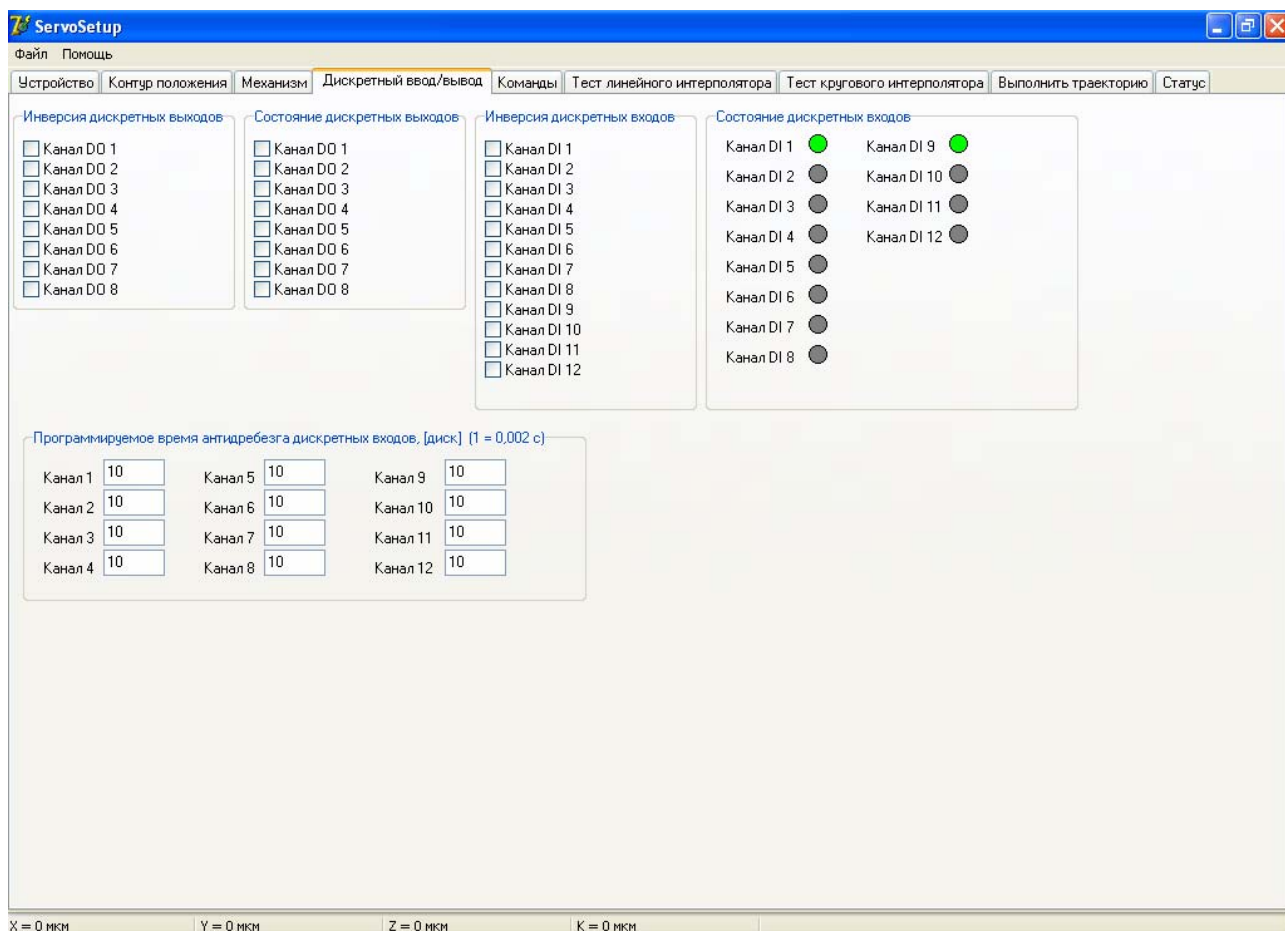 ServoSetup
Файл Помощь
Устройство Контур положения Механизм Дискретный ввод/вывод Команды Тест линейного интерполятора Тест кругового интерполятора Выполнить траекторию Статус
Инверсия дискретных выходов
Канал DO 1
Канал DO 2
Канал DO 3
Канал DO 4
Канал DO 5
Канал DO 6
Канал DO 7
Канал DO 8
Состояние дискретных выходов
Канал DO 1
Канал DO 2
Канал DO 3
Канал DO 4
Канал DO 5
Канал DO 6
Канал DO 7
Канал DO 8
Инверсия дискретных входов
Канал DI 1
Канал DI 2
Канал DI 3
Канал DI 4
Канал DI 5
Канал DI 6
Канал DI 7
Канал DI 8
Канал DI 9
Канал DI 10
Канал DI 11
Канал DI 12
Состояние дискретных входов
Канал DI 1 Канал DI 9
Канал DI 2 Канал DI 10
Канал DI 3 Канал DI 11
Канал DI 4 Канал DI 12
Канал DI 5
Канал DI 6
Канал DI 7
Канал DI 8
Программируемое время антидребезга дискретных входов, [диск] (1 = 0,002 с)
Канал 1 10 Канал 5 10 Канал 9 10
Канал 2 10 Канал 6 10 Канал 10 10
Канал 3 10 Канал 7 10 Канал 11 10
Канал 4 10 Канал 8 10 Канал 12 10
X = 0 мкм Y = 0 мкм Z = 0 мкм K = 0 мкм